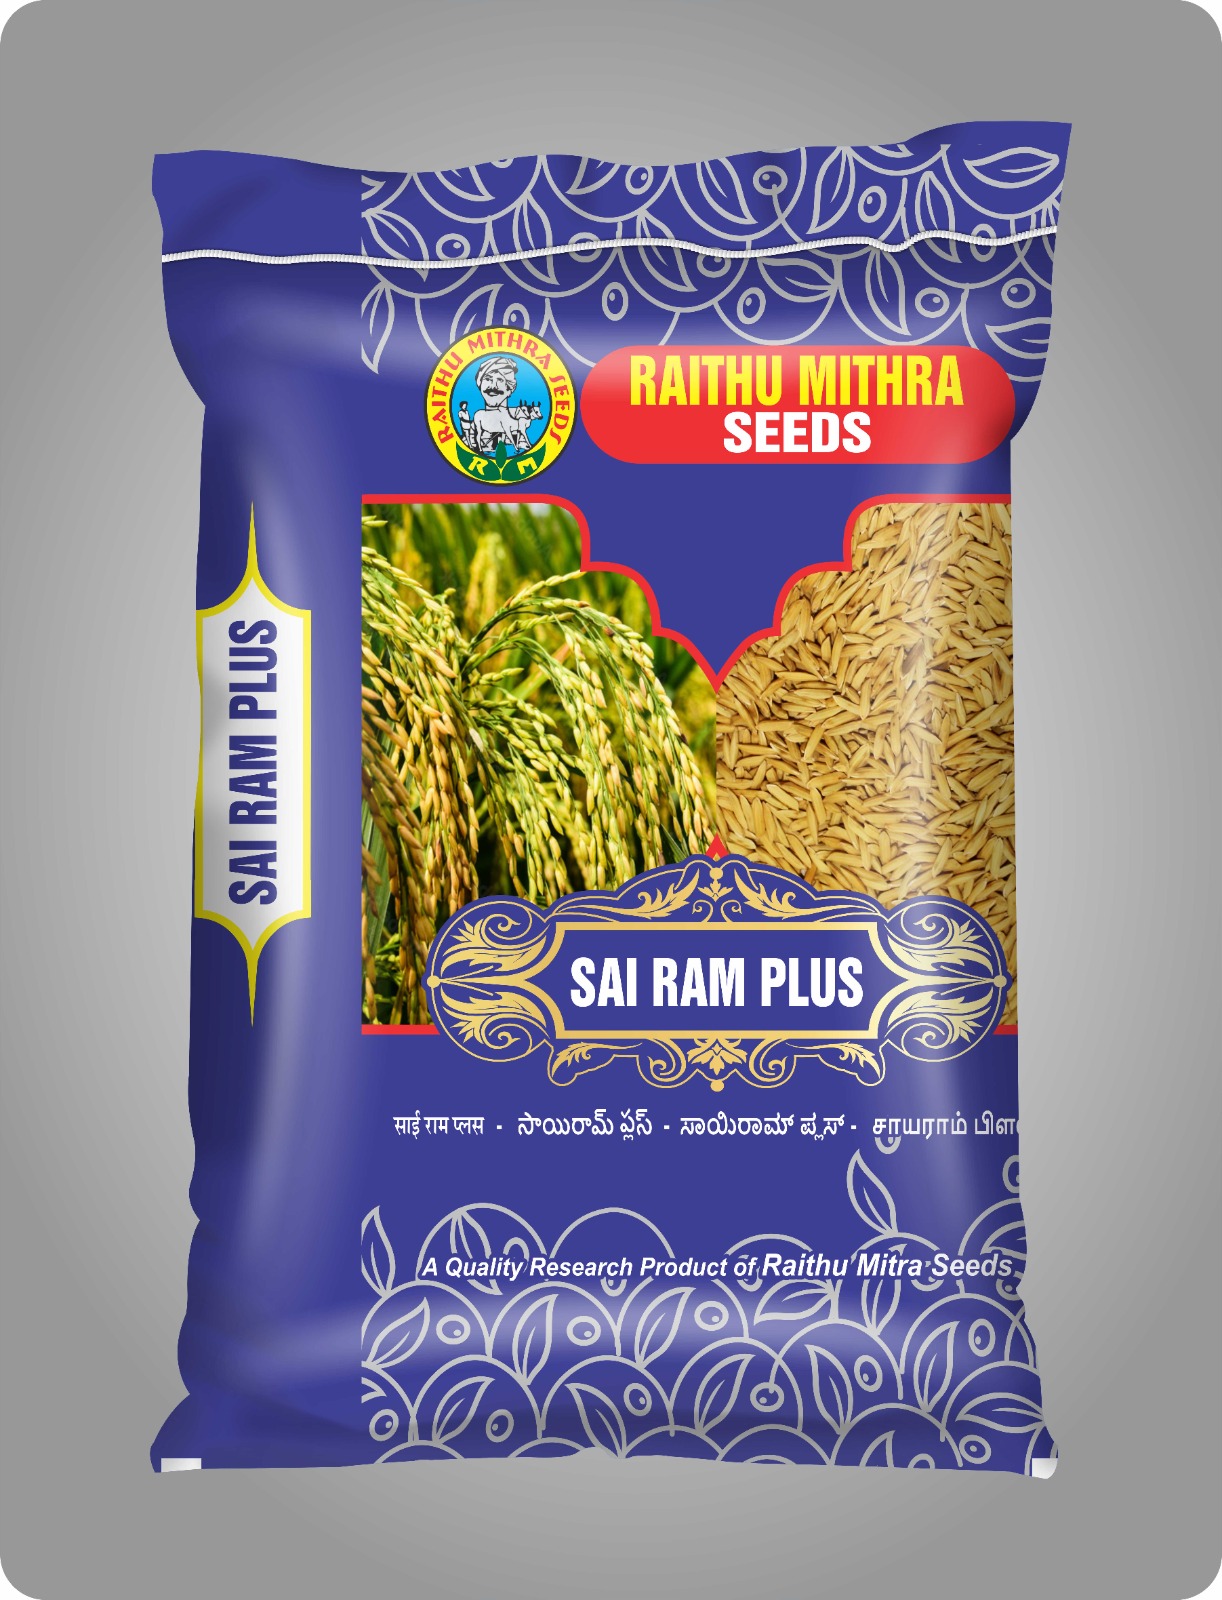 RAITHU MITHRA SEEDS
RYM
RAITHU MITHRA
SEEDS
SAI RAM PLUS
SAI RAM PLUS
साई राम प्लस - సాయిరామ్ ప్లస్ - ಸಾಯಿರಾಮ್ ಪ್ಲಸ್ - சாயராம்
A Quality Research Product of Raithu Mitra Seeds